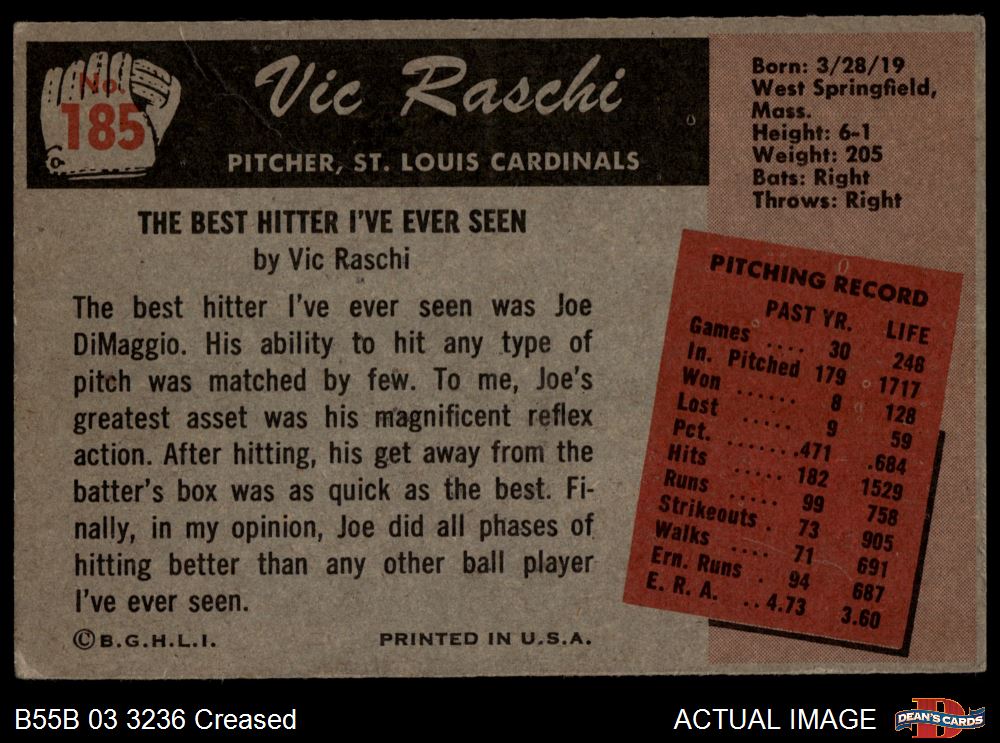 No.
185
Vic Raschi
PITCHER, ST. LOUIS CARDINALS
Born: 3/28/19
West Springfield,
Mass.
Height: 6-1
Weight: 205
Bats: Right
Throws: Right
THE BEST HITTER I'VE EVER SEEN
by Vic Raschi
The best hitter I've ever seen was Joe
DiMaggio. His ability to hit any type of
pitch was matched by few. To me, Joe's
greatest asset was his magnificent reflex
action. After hitting, his get away from the
batter's box was as quick as the best. Fi-
nally, in my opinion, Joe did all phases of
hitting better than any other ball player
I've ever seen.
©B.G.H.L.I. PRINTED IN U.S.A.
PITCHING RECORD
PAST YR. LIFE
Games .... 30 248
In. Pitched 179 1717
Won ...... 8 128
Lost ..... 9 59
Pct. .......471 .684
Hits ..... 182 1529
Runs ..... 99 758
Strikeouts . 73 905
Walks .... 71 691
Ern. Runs . 94 687
E. R. A. ..4.73 3.60
B55B 03 3236 Creased
ACTUAL IMAGE
DEAN'S CARDS